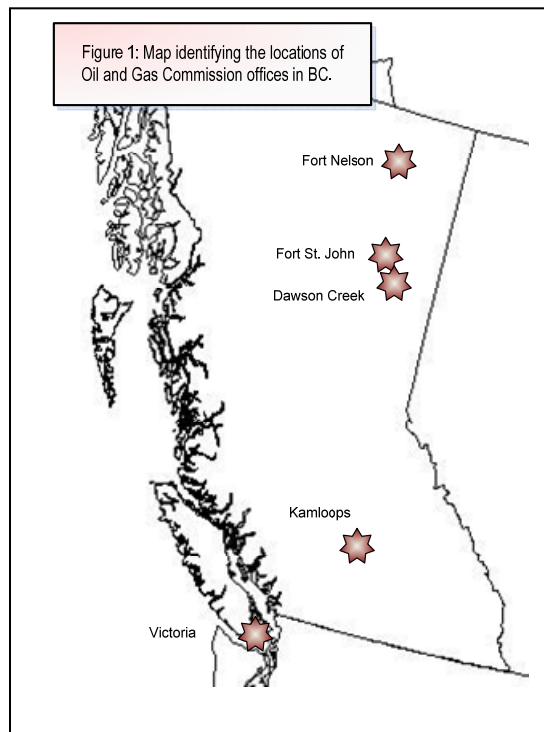 Figure 1: Map identifying the locations of
Oil and Gas Commission offices in BC.
Fort Nelson
Fort St. John
Dawson Creek
Kamloops
Victoria